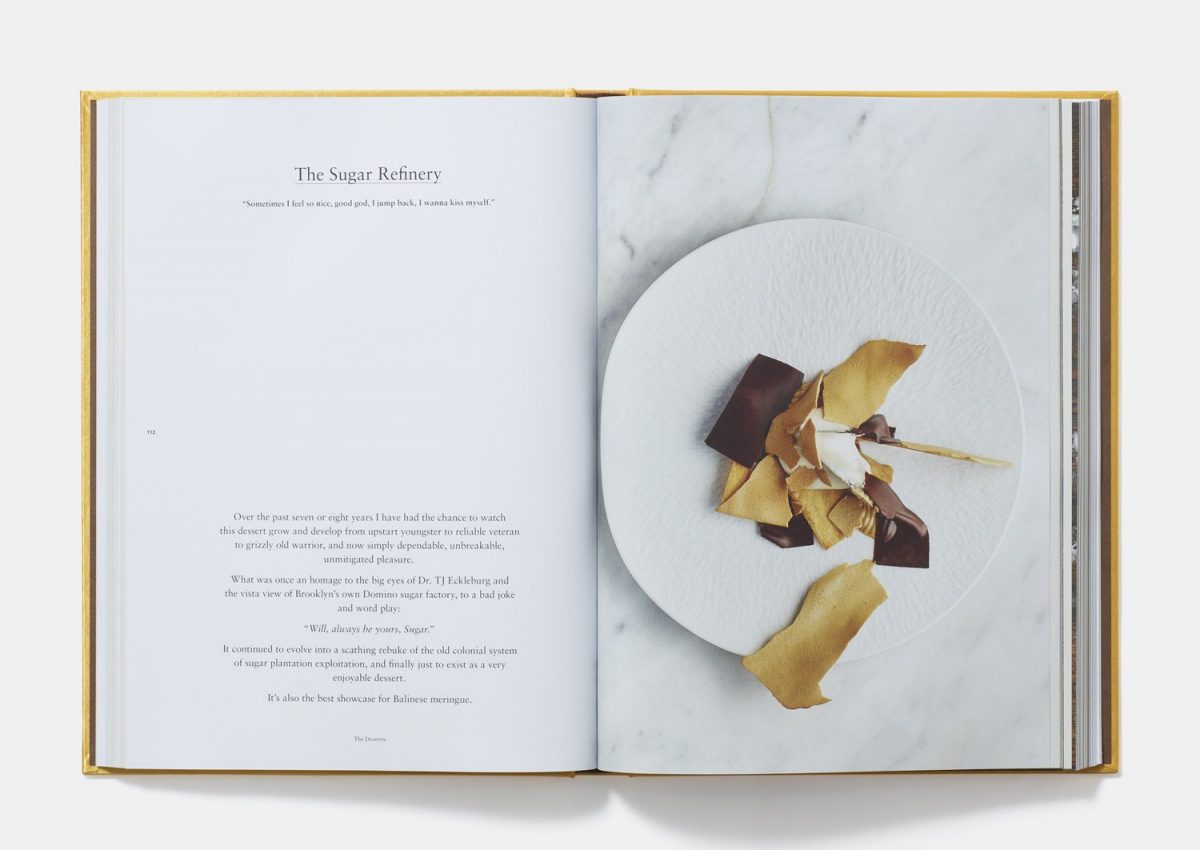 The Sugar Refinery
“Sometimes I feel so nice, good god, I jump back, I wanna kiss myself.”
112
Over the past seven or eight years I have had the chance to watch
this dessert grow and develop from upstart youngster to reliable veteran
to grizzly old warrior, and now simply dependable, unbreakable,
unmitigated pleasure.
What was once an homage to the big eyes of Dr. TJ Eckleburg and
the vista view of Brooklyn’s own Domino sugar factory, to a bad joke
and word play:
“Will, always be yours, Sugar.”
It continued to evolve into a scathing rebuke of the old colonial system
of sugar plantation exploitation, and finally just to exist as a very
enjoyable dessert.
It’s also the best showcase for Balinese meringue.
The Desserts